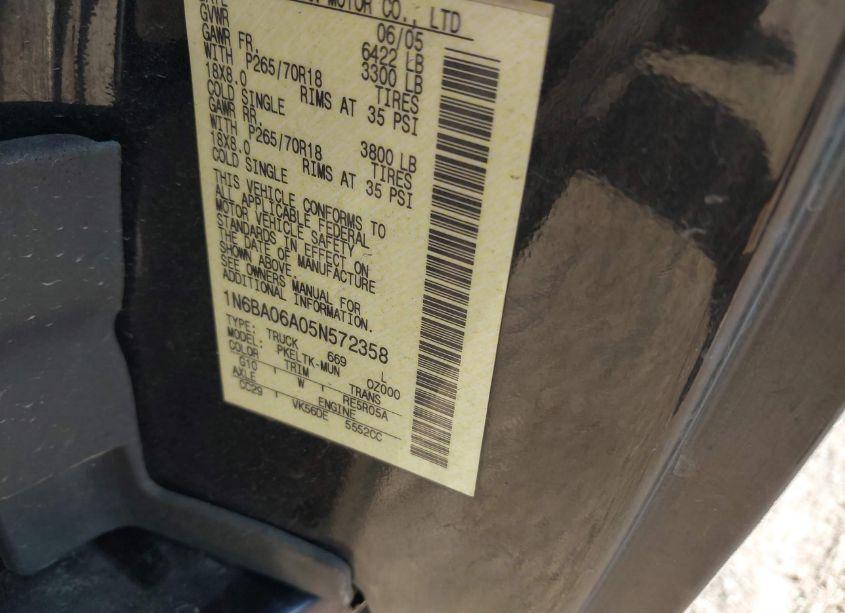 MOTOR CO., LTD
DATE 06/05
GVWR 6422 LB
GAWR FR. 3300 LB
WITH P265/70R18 TIRES
18X8.0 RIMS AT 35 PSI
COLD SINGLE
GAWR RR. 3800 LB
WITH P265/70R18 TIRES
18X8.0 RIMS AT 35 PSI
COLD SINGLE
THIS VEHICLE CONFORMS TO
ALL APPLICABLE FEDERAL
MOTOR VEHICLE SAFETY
STANDARDS IN EFFECT ON
THE DATE OF MANUFACTURE
SHOWN ABOVE.
SEE OWNERS MANUAL FOR
ADDITIONAL INFORMATION.
1N6BA06A05N572358
TYPE: TRUCK 669 L
MODEL: PKELTK-MUN 0Z000
COLOR TRIM TRANS
G10 W RE5R05A
AXLE ENGINE
CC29 VK56DE 5552CC